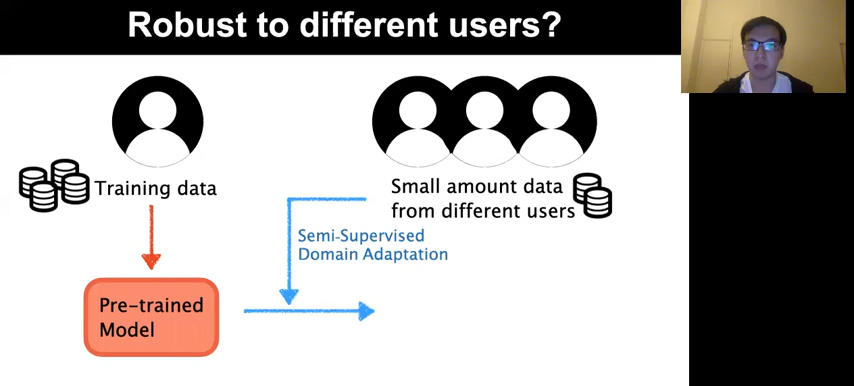 Robust to different users?
Training data
Small amount data
from different users
Semi-Supervised
Domain Adaptation
Pre-trained
Model